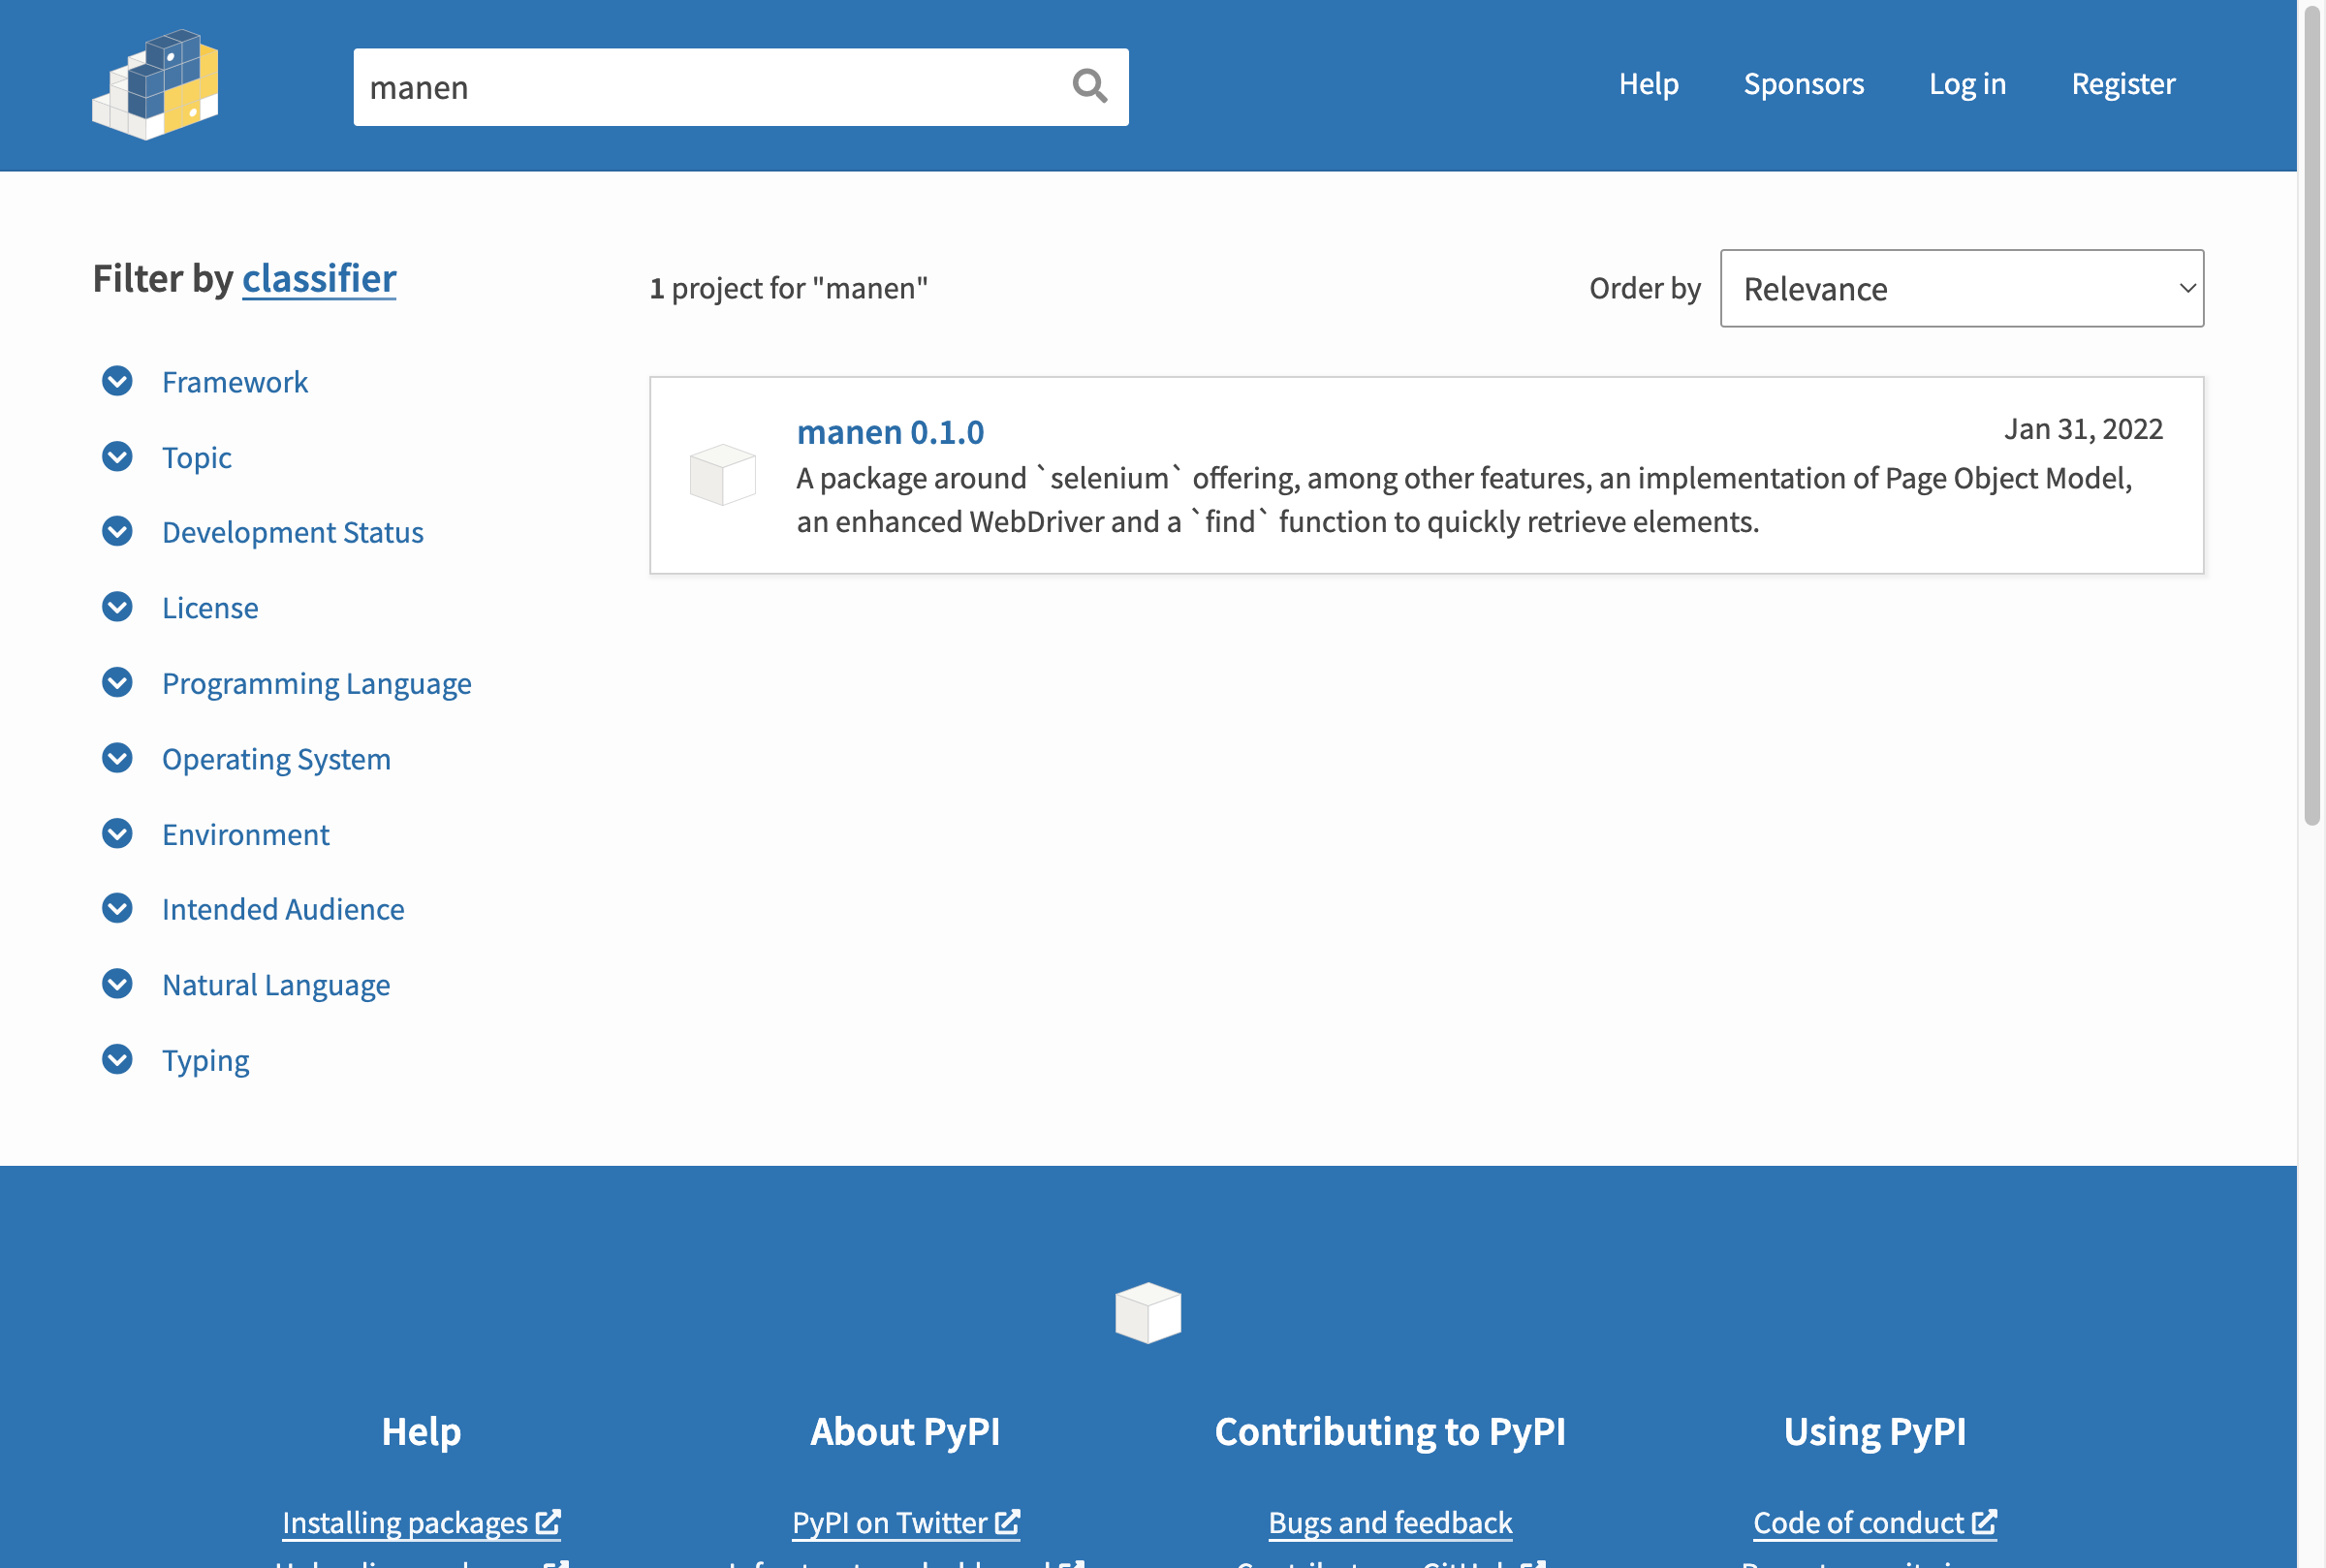 manen
Help
Sponsors
Log in
Register
Filter by classifier
Framework
Topic
Development Status
License
Programming Language
Operating System
Environment
Intended Audience
Natural Language
Typing
1 project for "manen"
Order by
Relevance
manen 0.1.0
Jan 31, 2022
A package around `selenium` offering, among other features, an implementation of Page Object Model,
an enhanced WebDriver and a `find` function to quickly retrieve elements.
Help
Installing packages
About PyPI
PyPI on Twitter
Contributing to PyPI
Bugs and feedback
Using PyPI
Code of conduct